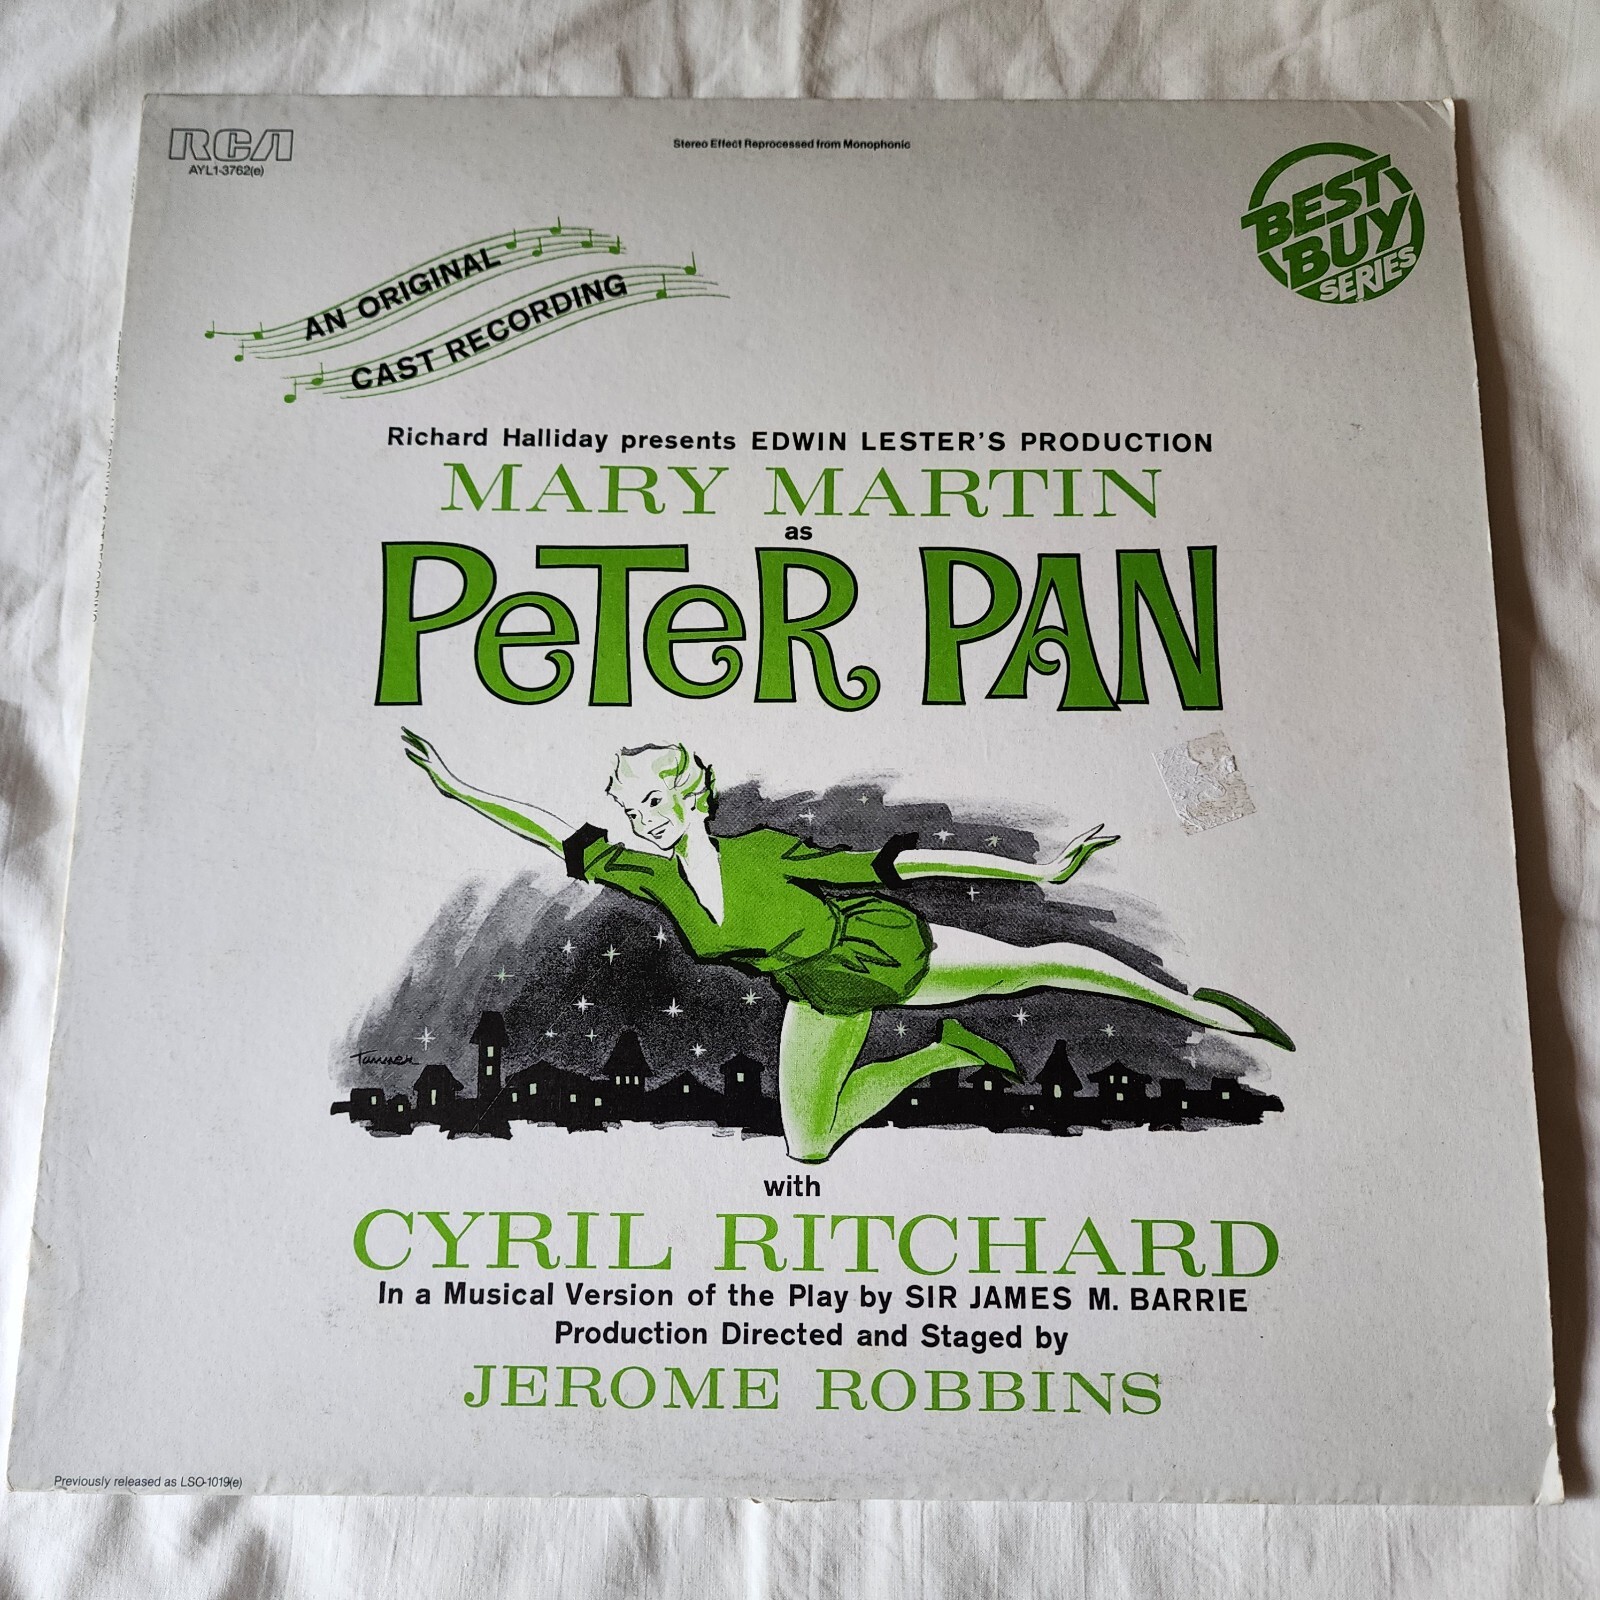 RCA
AYL1-3762(e)
Stereo Effect Reprocessed from Monophonic
BEST
BUY
SERIES
AN ORIGINAL
CAST RECORDING
Richard Halliday presents EDWIN LESTER'S PRODUCTION
MARY MARTIN
as
PeTeR PAN
Tanner
with
CYRIL RITCHARD
In a Musical Version of the Play by SIR JAMES M. BARRIE
Production Directed and Staged by
JEROME ROBBINS
Previously released as LSO-1019(e)